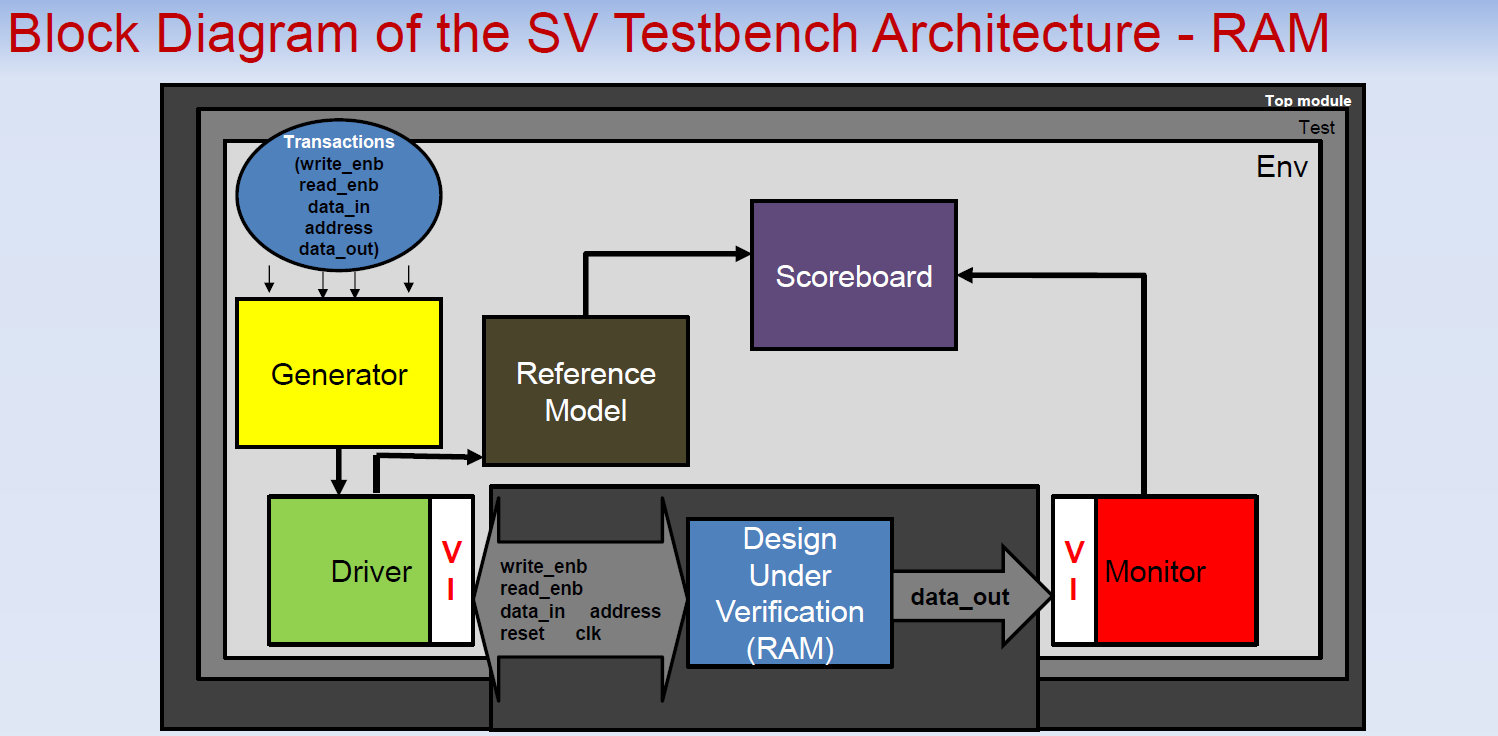 Block Diagram of the SV Testbench Architecture - RAM
Top module
Test
Env
Transactions
(write_enb
read_enb
data_in
address
data_out)
Scoreboard
Generator
Reference
Model
Driver
V
I
write_enb
read_enb
data_in address
reset clk
Design
Under
Verification
(RAM)
data_out
V
I
Monitor